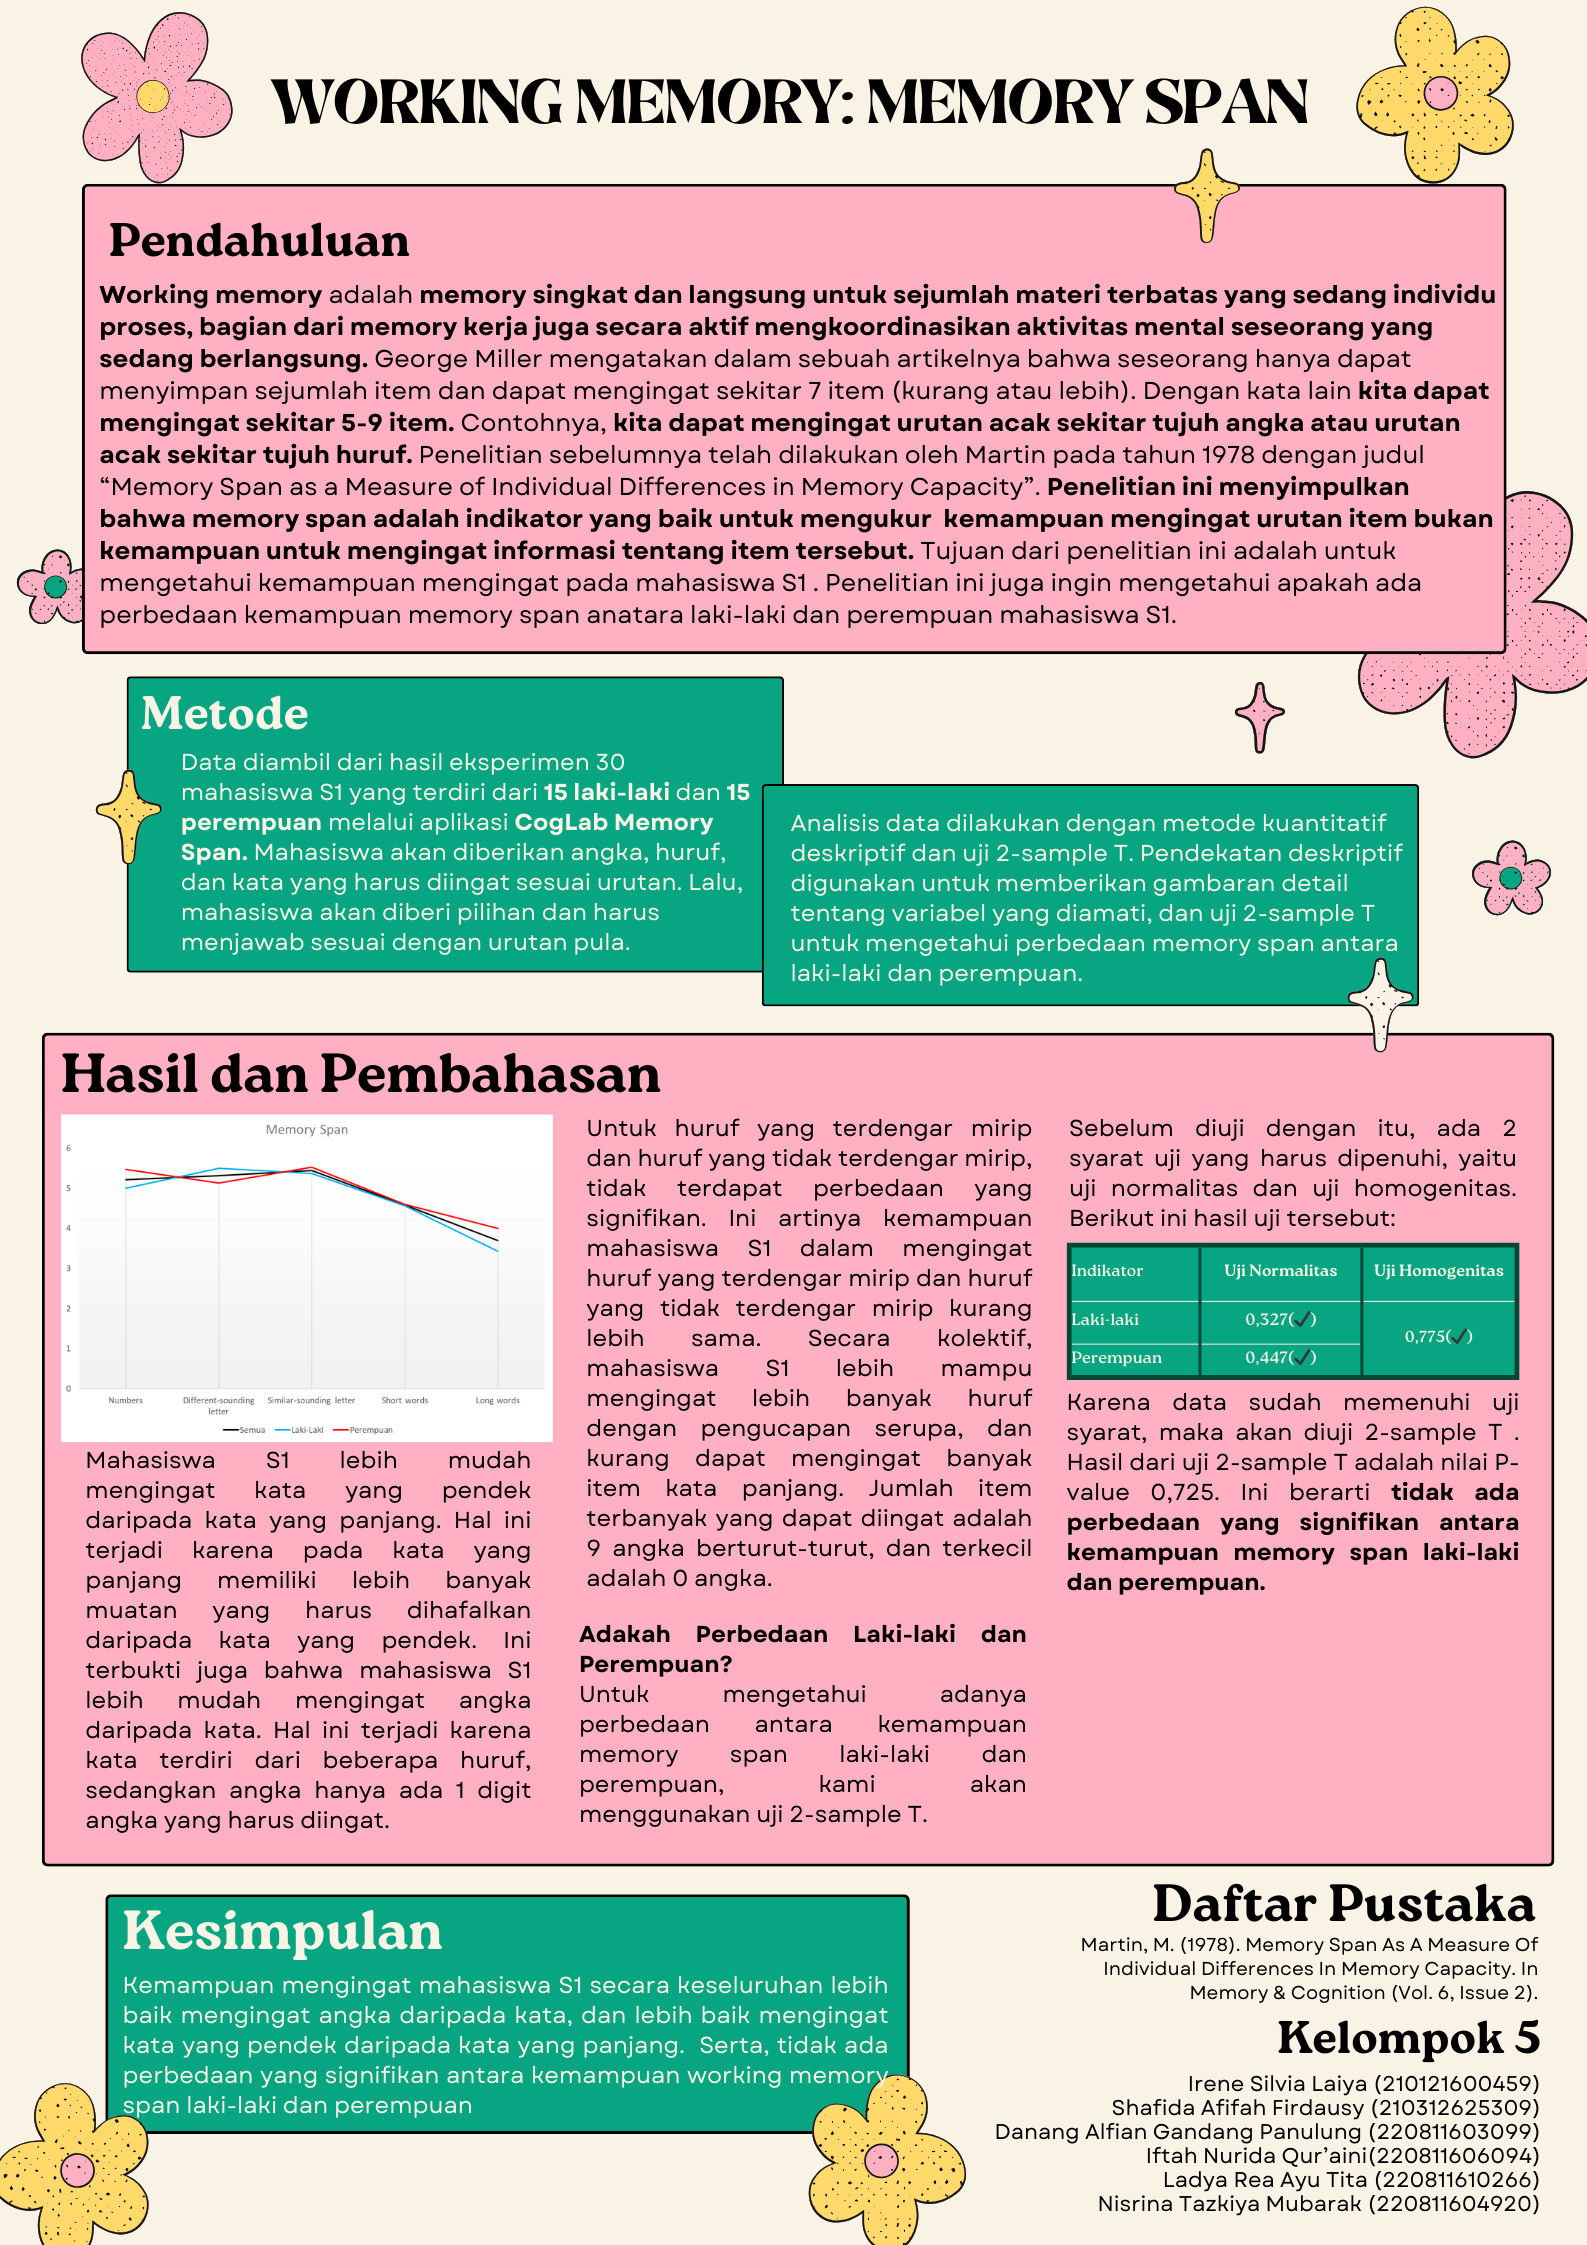 WORKING MEMORY: MEMORY SPAN
Pendahuluan
Working memory adalah memory singkat dan langsung untuk sejumlah materi terbatas yang sedang individu
proses, bagian dari memory kerja juga secara aktif mengkoordinasikan aktivitas mental seseorang yang
sedang berlangsung. George Miller mengatakan dalam sebuah artikelnya bahwa seseorang hanya dapat
menyimpan sejumlah item dan dapat mengingat sekitar 7 item (kurang atau lebih). Dengan kata lain kita dapat
mengingat sekitar 5-9 item. Contohnya, kita dapat mengingat urutan acak sekitar tujuh angka atau urutan
acak sekitar tujuh huruf. Penelitian sebelumnya telah dilakukan oleh Martin pada tahun 1978 dengan judul
“Memory Span as a Measure of Individual Differences in Memory Capacity”. Penelitian ini menyimpulkan
bahwa memory span adalah indikator yang baik untuk mengukur kemampuan mengingat urutan item bukan
kemampuan untuk mengingat informasi tentang item tersebut. Tujuan dari penelitian ini adalah untuk
mengetahui kemampuan mengingat pada mahasiswa S1 . Penelitian ini juga ingin mengetahui apakah ada
perbedaan kemampuan memory span anatara laki-laki dan perempuan mahasiswa S1.
Metode
Data diambil dari hasil eksperimen 30
mahasiswa S1 yang terdiri dari 15 laki-laki dan 15
perempuan melalui aplikasi CogLab Memory
Span. Mahasiswa akan diberikan angka, huruf,
dan kata yang harus diingat sesuai urutan. Lalu,
mahasiswa akan diberi pilihan dan harus
menjawab sesuai dengan urutan pula.
Analisis data dilakukan dengan metode kuantitatif
deskriptif dan uji 2-sample T. Pendekatan deskriptif
digunakan untuk memberikan gambaran detail
tentang variabel yang diamati, dan uji 2-sample T
untuk mengetahui perbedaan memory span antara
laki-laki dan perempuan.
Hasil dan Pembahasan
Memory Span
6
5
4
3
2
1
0
Numbers Different-sounding letter Similar-sounding letter Short words Long words
Semua Laki-Laki Perempuan
Mahasiswa S1 lebih mudah
mengingat kata yang pendek
daripada kata yang panjang. Hal ini
terjadi karena pada kata yang
panjang memiliki lebih banyak
muatan yang harus dihafalkan
daripada kata yang pendek. Ini
terbukti juga bahwa mahasiswa S1
lebih mudah mengingat angka
daripada kata. Hal ini terjadi karena
kata terdiri dari beberapa huruf,
sedangkan angka hanya ada 1 digit
angka yang harus diingat.
Untuk huruf yang terdengar mirip
dan huruf yang tidak terdengar mirip,
tidak terdapat perbedaan yang
signifikan. Ini artinya kemampuan
mahasiswa S1 dalam mengingat
huruf yang terdengar mirip dan huruf
yang tidak terdengar mirip kurang
lebih sama. Secara kolektif,
mahasiswa S1 lebih mampu
mengingat lebih banyak huruf
dengan pengucapan serupa, dan
kurang dapat mengingat banyak
item kata panjang. Jumlah item
terbanyak yang dapat diingat adalah
9 angka berturut-turut, dan terkecil
adalah 0 angka.
Adakah Perbedaan Laki-laki dan
Perempuan?
Untuk mengetahui adanya
perbedaan antara kemampuan
memory span laki-laki dan
perempuan, kami akan
menggunakan uji 2-sample T.
Sebelum diuji dengan itu, ada 2
syarat uji yang harus dipenuhi, yaitu
uji normalitas dan uji homogenitas.
Berikut ini hasil uji tersebut:
Indikator Uji Normalitas Uji Homogenitas
Laki-laki 0,327(✓)
0,775(✓)
Perempuan 0,447(✓)
Karena data sudah memenuhi uji
syarat, maka akan diuji 2-sample T .
Hasil dari uji 2-sample T adalah nilai P-
value 0,725. Ini berarti tidak ada
perbedaan yang signifikan antara
kemampuan memory span laki-laki
dan perempuan.
Kesimpulan
Kemampuan mengingat mahasiswa S1 secara keseluruhan lebih
baik mengingat angka daripada kata, dan lebih baik mengingat
kata yang pendek daripada kata yang panjang. Serta, tidak ada
perbedaan yang signifikan antara kemampuan working memory
span laki-laki dan perempuan
Daftar Pustaka
Martin, M. (1978). Memory Span As A Measure Of
Individual Differences In Memory Capacity. In
Memory & Cognition (Vol. 6, Issue 2).
Kelompok 5
Irene Silvia Laiya (210121600459)
Shafida Afifah Firdausy (210312625309)
Danang Alfian Gandang Panulung (220811603099)
Iftah Nurida Qur’aini(220811606094)
Ladya Rea Ayu Tita (220811610266)
Nisrina Tazkiya Mubarak (220811604920)